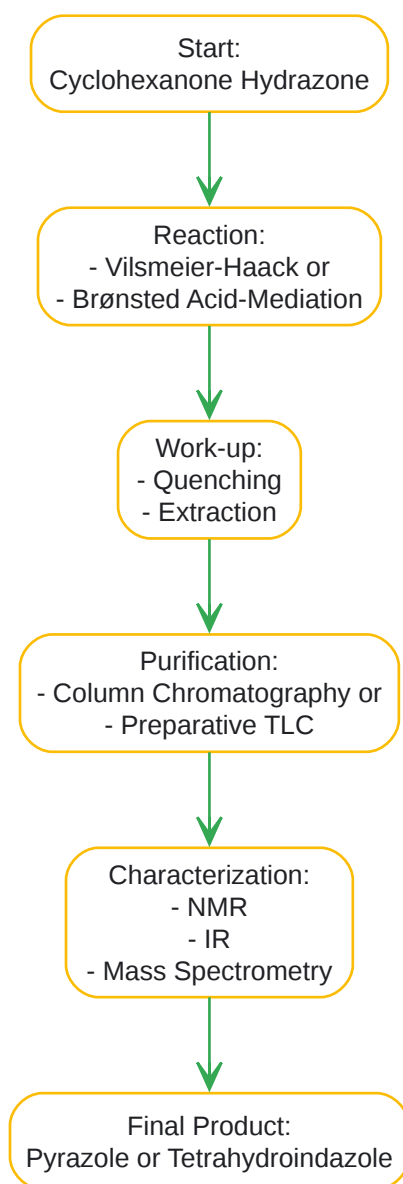 Start:
Cyclohexanone Hydrazone
Reaction:
- Vilsmeier-Haack or
- Brønsted Acid-Mediation
Work-up:
- Quenching
- Extraction
Purification:
- Column Chromatography or
- Preparative TLC
Characterization:
- NMR
- IR
- Mass Spectrometry
Final Product:
Pyrazole or Tetrahydroindazole